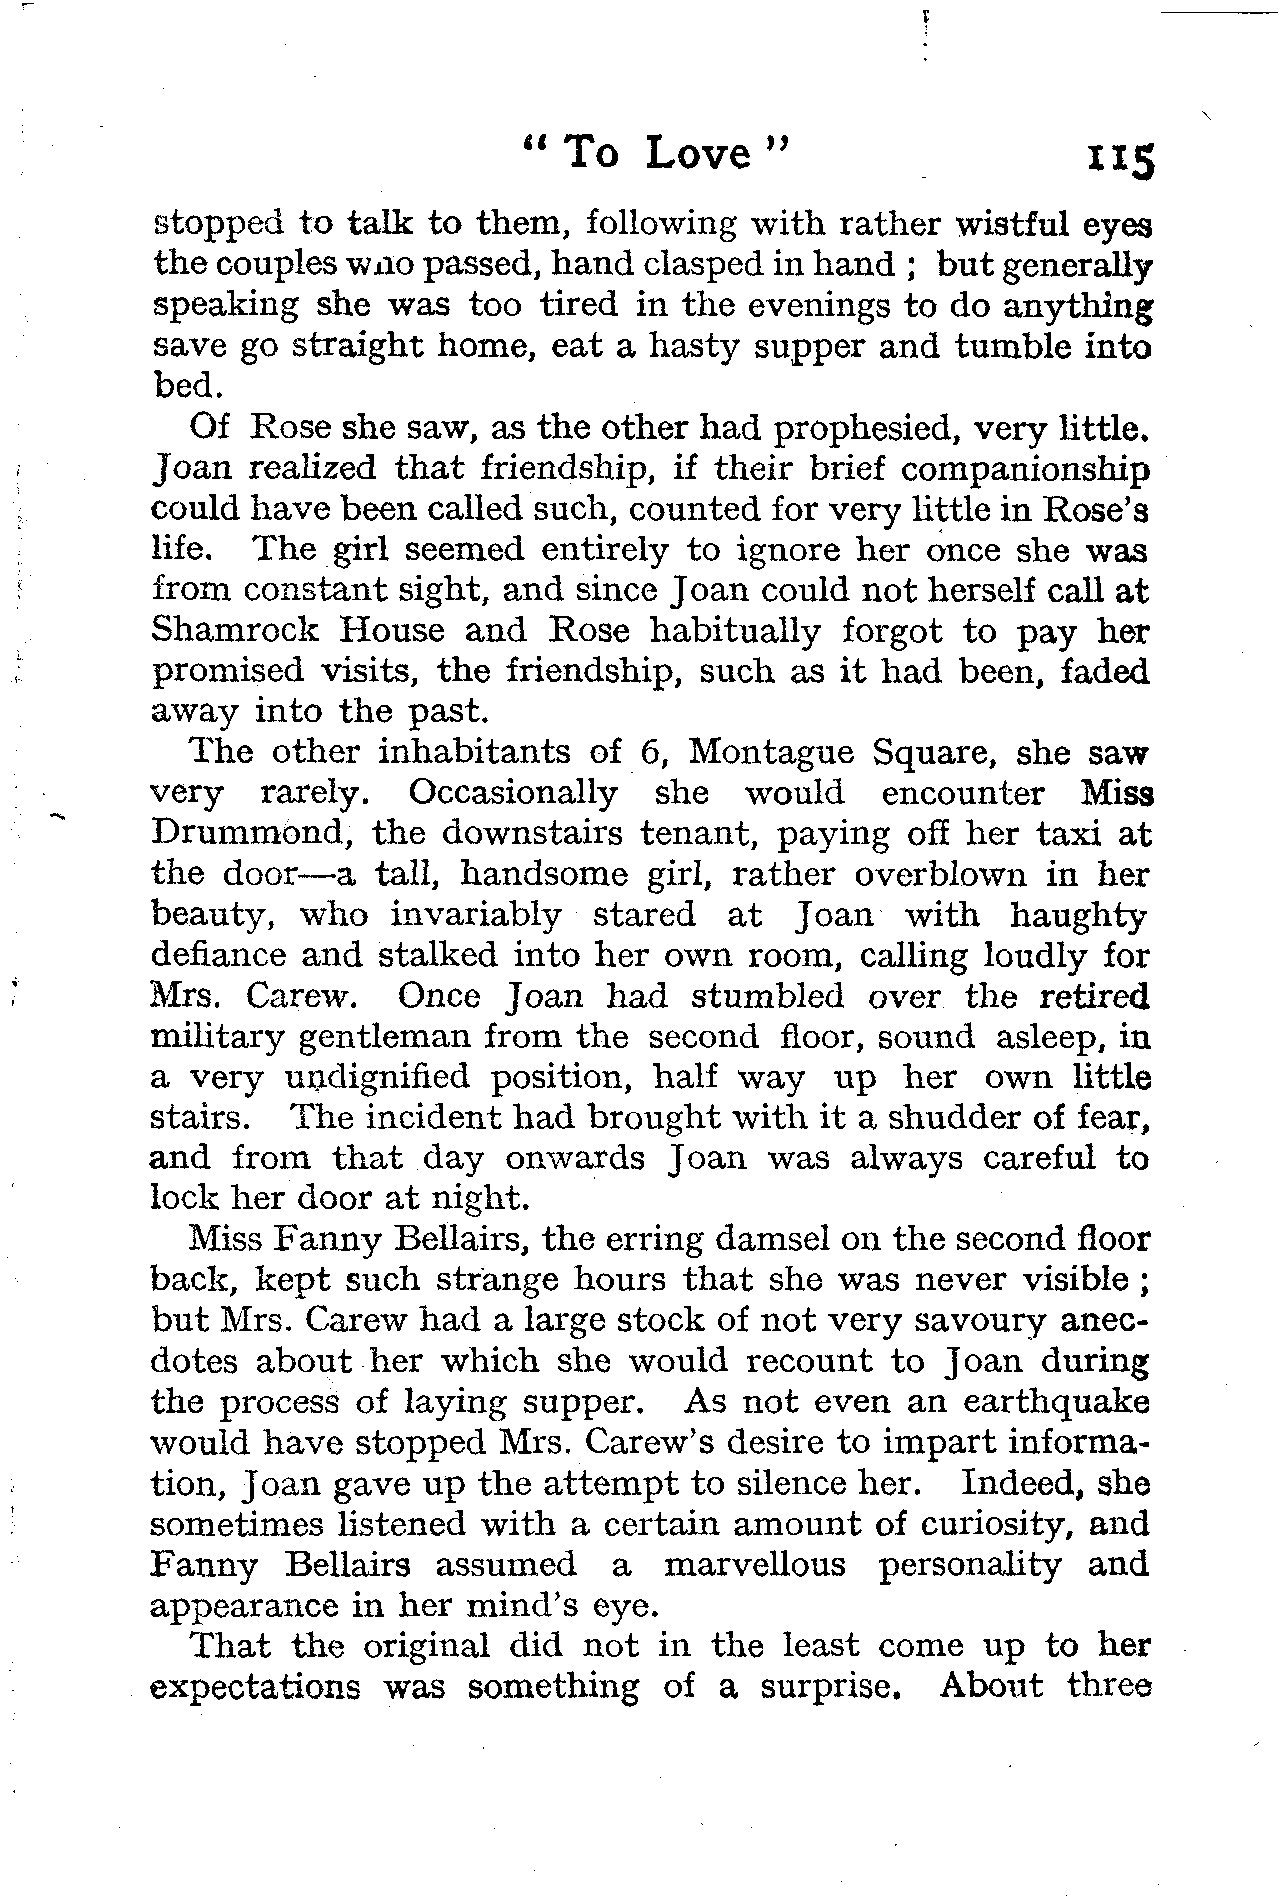 “ To Love ” 115
stopped to talk to them, following with rather wistful eyes
the couples who passed, hand clasped in hand ; but generally
speaking she was too tired in the evenings to do anything
save go straight home, eat a hasty supper and tumble into
bed.
Of Rose she saw, as the other had prophesied, very little.
Joan realized that friendship, if their brief companionship
could have been called such, counted for very little in Rose’s
life. The girl seemed entirely to ignore her once she was
from constant sight, and since Joan could not herself call at
Shamrock House and Rose habitually forgot to pay her
promised visits, the friendship, such as it had been, faded
away into the past.
The other inhabitants of 6, Montague Square, she saw
very rarely. Occasionally she would encounter Miss
Drummond, the downstairs tenant, paying off her taxi at
the door—a tall, handsome girl, rather overblown in her
beauty, who invariably stared at Joan with haughty
defiance and stalked into her own room, calling loudly for
Mrs. Carew. Once Joan had stumbled over the retired
military gentleman from the second floor, sound asleep, in
a very undignified position, half way up her own little
stairs. The incident had brought with it a shudder of fear,
and from that day onwards Joan was always careful to
lock her door at night.
Miss Fanny Bellairs, the erring damsel on the second floor
back, kept such strange hours that she was never visible ;
but Mrs. Carew had a large stock of not very savoury anec-
dotes about her which she would recount to Joan during
the process of laying supper. As not even an earthquake
would have stopped Mrs. Carew’s desire to impart informa-
tion, Joan gave up the attempt to silence her. Indeed, she
sometimes listened with a certain amount of curiosity, and
Fanny Bellairs assumed a marvellous personality and
appearance in her mind’s eye.
That the original did not in the least come up to her
expectations was something of a surprise. About three